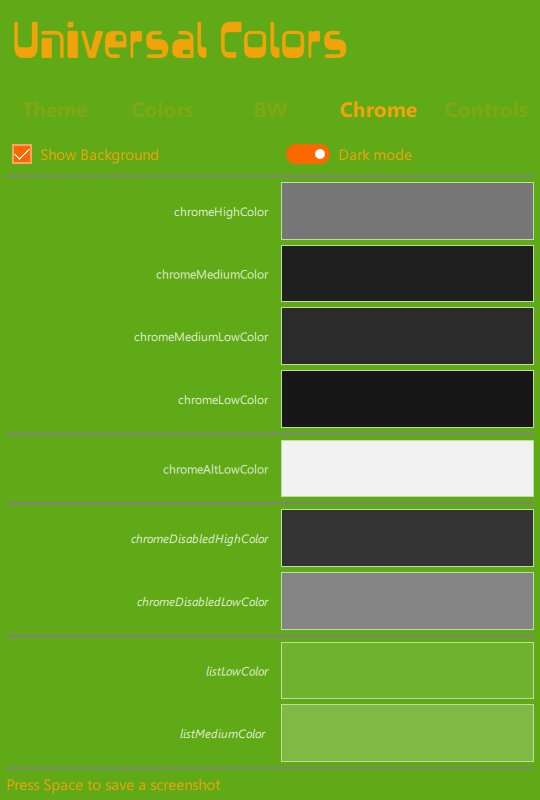 Universal Colors
Theme Colors BW Chrome Controls
Show Background Dark mode
chromeHighColor
chromeMediumColor
chromeMediumLowColor
chromeLowColor
chromeAltLowColor
chromeDisabledHighColor
chromeDisabledLowColor
listLowColor
listMediumColor
Press Space to save a screenshot